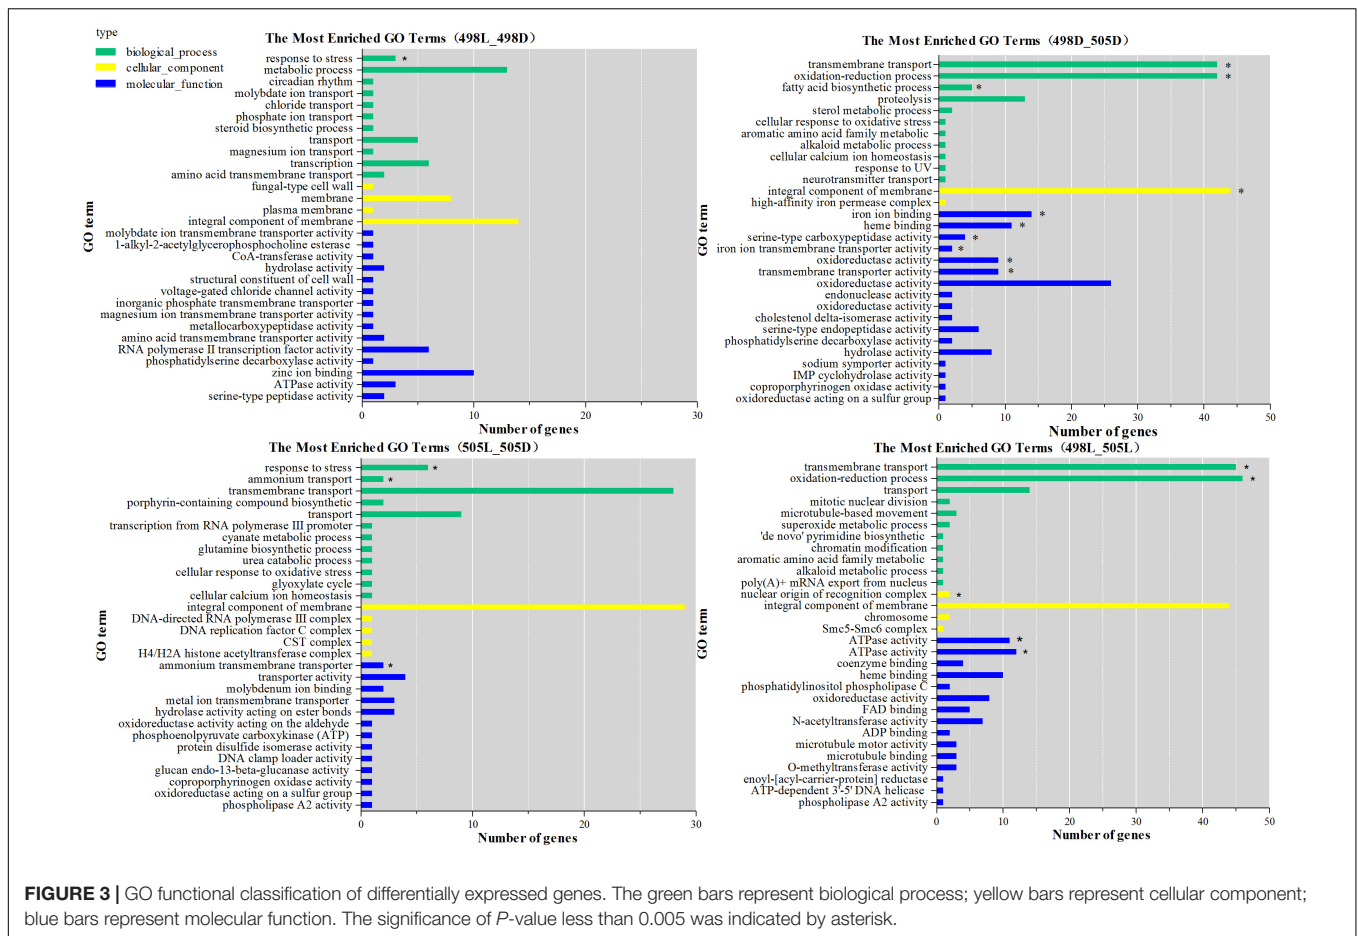 type
biological_process
cellular_component
molecular_function
The Most Enriched GO Terms（498L_498D）
GO term
response to stress *
metabolic process
circadian rhythm
molybdate ion transport
chloride transport
phosphate ion transport
steroid biosynthetic process
transport
magnesium ion transport
transcription
amino acid transmembrane transport
fungal-type cell wall
membrane
plasma membrane
integral component of membrane
molybdate ion transmembrane transporter activity
1-alkyl-2-acetylglycerophosphocholine esterase
CoA-transferase activity
hydrolase activity
structural constituent of cell wall
voltage-gated chloride channel activity
inorganic phosphate transmembrane transporter
magnesium ion transmembrane transporter activity
metallocarboxypeptidase activity
amino acid transmembrane transporter activity
RNA polymerase II transcription factor activity
phosphatidylserine decarboxylase activity
zinc ion binding
ATPase activity
serine-type peptidase activity
0 10 20 30
Number of genes
The Most Enriched GO Terms（498D_505D）
GO term
transmembrane transport *
oxidation-reduction process *
fatty acid biosynthetic process *
proteolysis
sterol metabolic process
cellular response to oxidative stress
aromatic amino acid family metabolic
alkaloid metabolic process
cellular calcium ion homeostasis
response to UV
neurotransmitter transport
integral component of membrane *
high-affinity iron permease complex
iron ion binding *
heme binding *
serine-type carboxypeptidase activity *
iron ion transmembrane transporter activity *
oxidoreductase activity *
transmembrane transporter activity *
oxidoreductase activity
endonuclease activity
oxidoreductase activity
cholestenol delta-isomerase activity
serine-type endopeptidase activity
phosphatidylserine decarboxylase activity
hydrolase activity
sodium symporter activity
IMP cyclohydrolase activity
coproporphyrinogen oxidase activity
oxidoreductase acting on a sulfur group
0 10 20 30 40 50
Number of genes
The Most Enriched GO Terms（505L_505D）
GO term
response to stress *
ammonium transport *
transmembrane transport
porphyrin-containing compound biosynthetic
transport
transcription from RNA polymerase III promoter
cyanate metabolic process
glutamine biosynthetic process
urea catabolic process
cellular response to oxidative stress
glyoxylate cycle
cellular calcium ion homeostasis
integral component of membrane
DNA-directed RNA polymerase III complex
DNA replication factor C complex
CST complex
H4/H2A histone acetyltransferase complex
ammonium transmembrane transporter *
transporter activity
molybdenum ion binding
metal ion transmembrane transporter
hydrolase activity acting on ester bonds
oxidoreductase activity acting on the aldehyde
phosphoenolpyruvate carboxykinase (ATP)
protein disulfide isomerase activity
DNA clamp loader activity
glucan endo-13-beta-glucanase activity
coproporphyrinogen oxidase activity
oxidoreductase acting on a sulfur group
phospholipase A2 activity
0 10 20 30
Number of genes
The Most Enriched GO Terms（498L_505L）
GO term
transmembrane transport *
oxidation-reduction process *
transport
mitotic nuclear division
microtubule-based movement
superoxide metabolic process
'de novo' pyrimidine biosynthetic
chromatin modification
aromatic amino acid family metabolic
alkaloid metabolic process
poly(A)+ mRNA export from nucleus
nuclear origin of recognition complex *
integral component of membrane
chromosome
Smc5-Smc6 complex
ATPase activity *
ATPase activity *
coenzyme binding
heme binding
phosphatidylinositol phospholipase C
oxidoreductase activity
FAD binding
N-acetyltransferase activity
ADP binding
microtubule motor activity
microtubule binding
O-methyltransferase activity
enoyl-[acyl-carrier-protein] reductase
ATP-dependent 3'-5' DNA helicase
phospholipase A2 activity
0 10 20 30 40 50
Number of genes
FIGURE 3 | GO functional classification of differentially expressed genes. The green bars represent biological process; yellow bars represent cellular component;
blue bars represent molecular function. The significance of P-value less than 0.005 was indicated by asterisk.